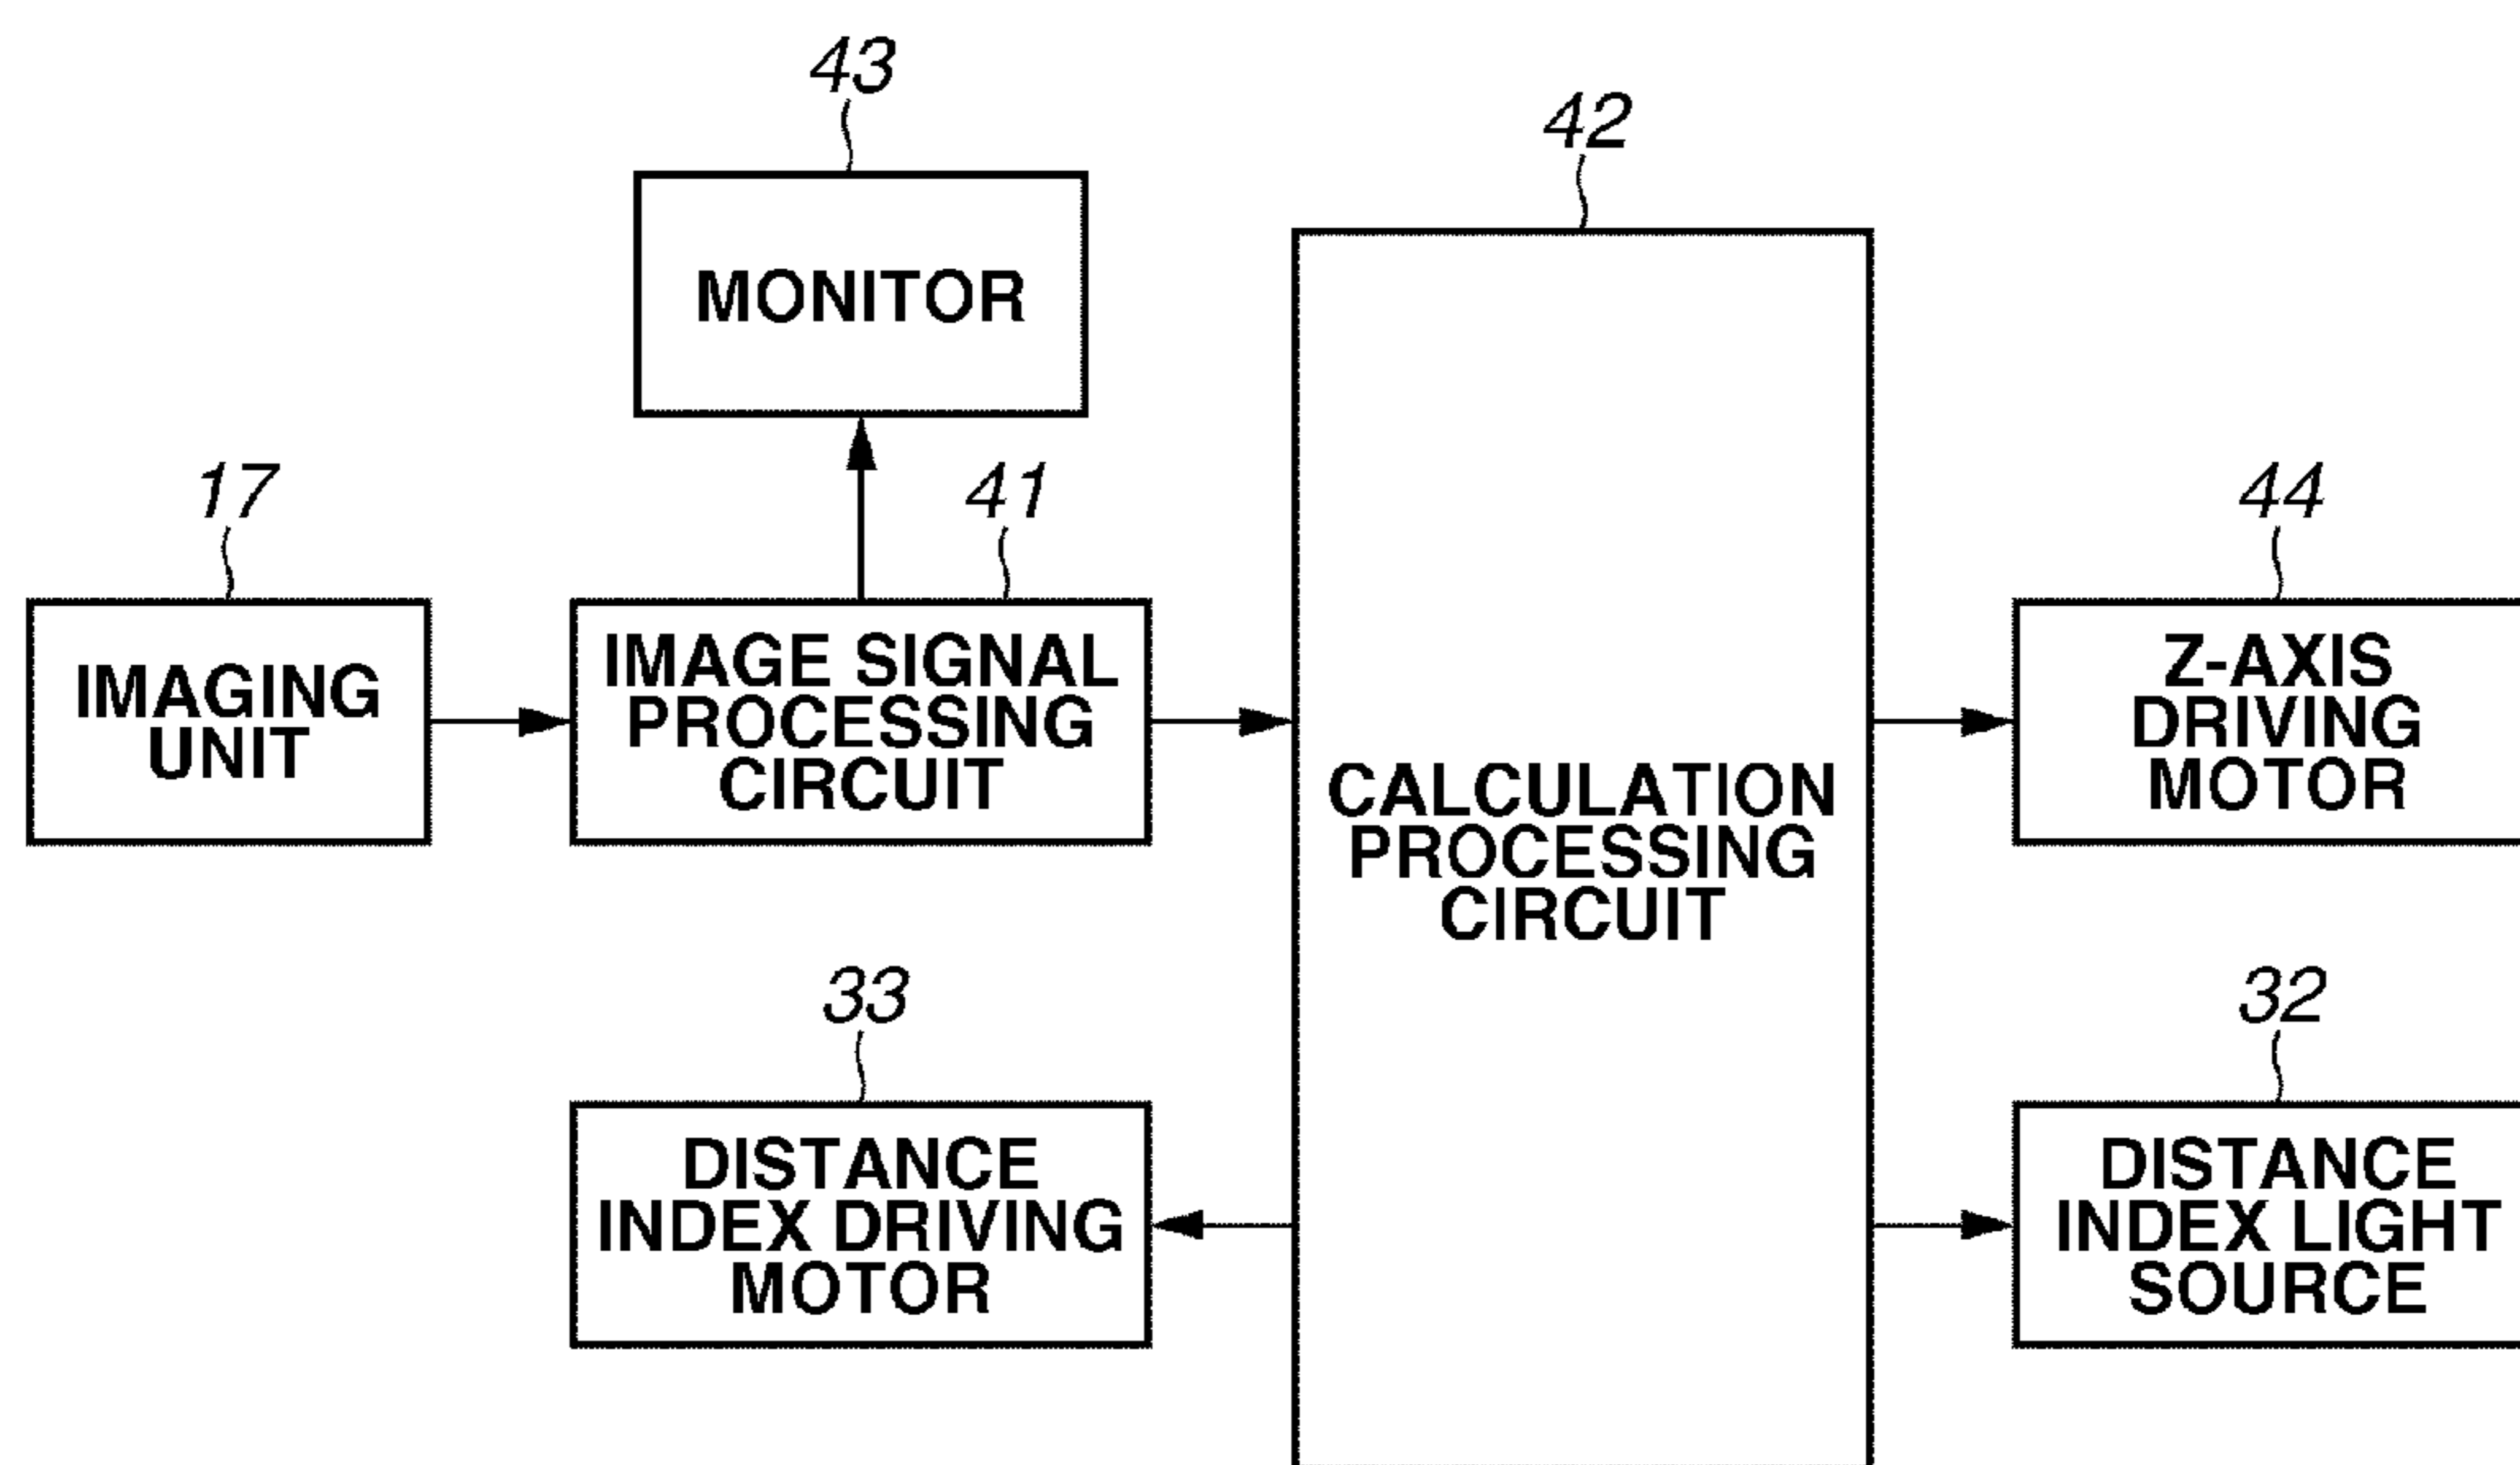 43
MONITOR
42
17
IMAGING
UNIT
41
IMAGE SIGNAL
PROCESSING
CIRCUIT
CALCULATION
PROCESSING
CIRCUIT
44
Z-AXIS
DRIVING
MOTOR
33
DISTANCE
INDEX DRIVING
MOTOR
32
DISTANCE
INDEX LIGHT
SOURCE